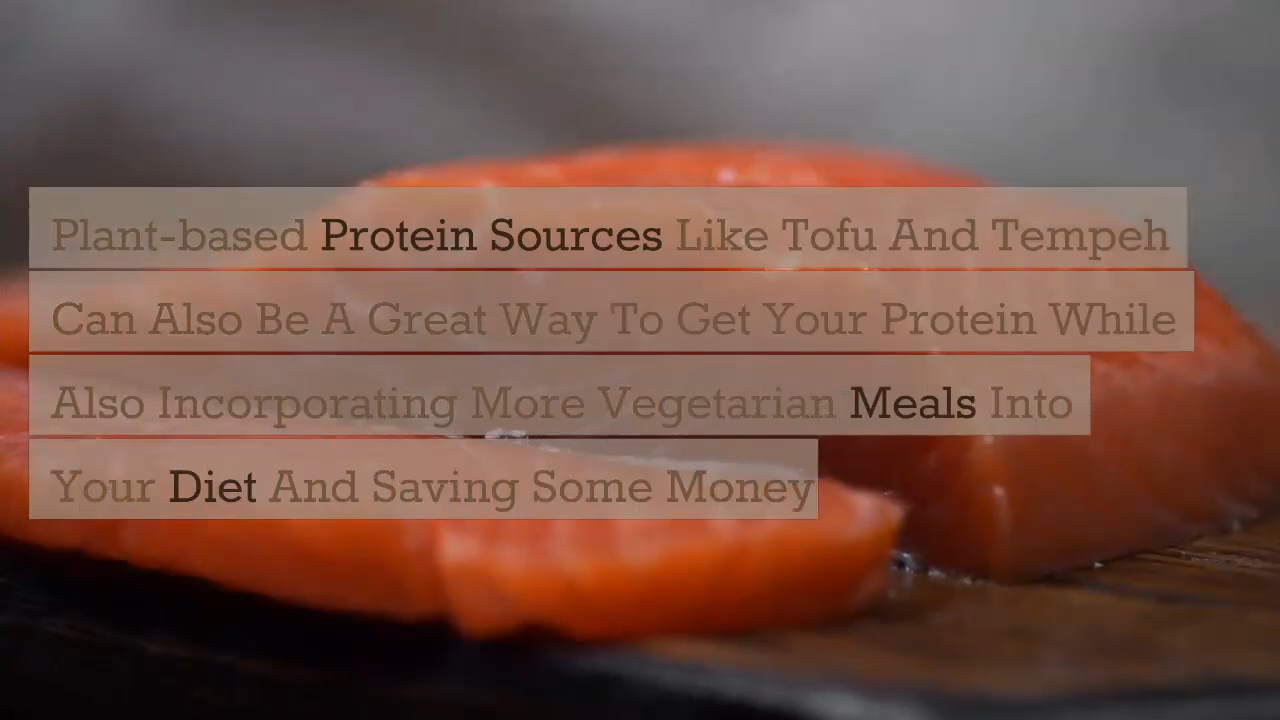 Plant-based Protein Sources Like Tofu And Tempeh
Can Also Be A Great Way To Get Your Protein While
Also Incorporating More Vegetarian Meals Into
Your Diet And Saving Some Money